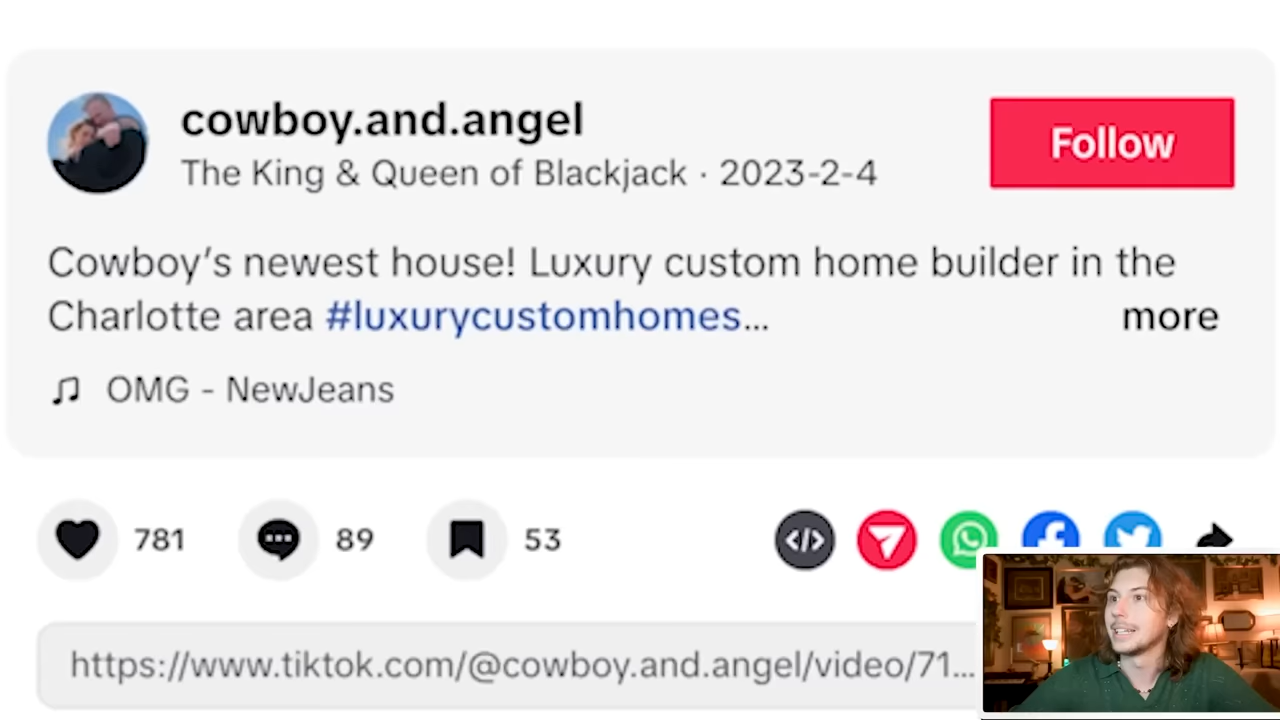 cowboy.and.angel
The King & Queen of Blackjack · 2023-2-4
Follow
Cowboy's newest house! Luxury custom home builder in the
Charlotte area #luxurycustomhomes...
more
OMG - NewJeans
781
89
53
https://www.tiktok.com/@cowboy.and.angel/video/71...